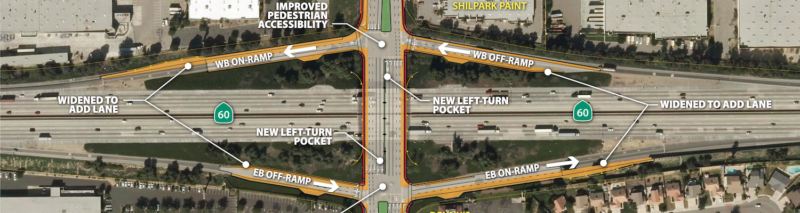 IMPROVED
PEDESTRIAN
ACCESSIBILITY
SHILPARK PAINT
WB ON-RAMP
WB OFF-RAMP
WIDENED TO
ADD LANE
60
NEW LEFT-TURN
POCKET
60
WIDENED TO ADD LANE
NEW LEFT-TURN
POCKET
EB OFF-RAMP
EB ON-RAMP